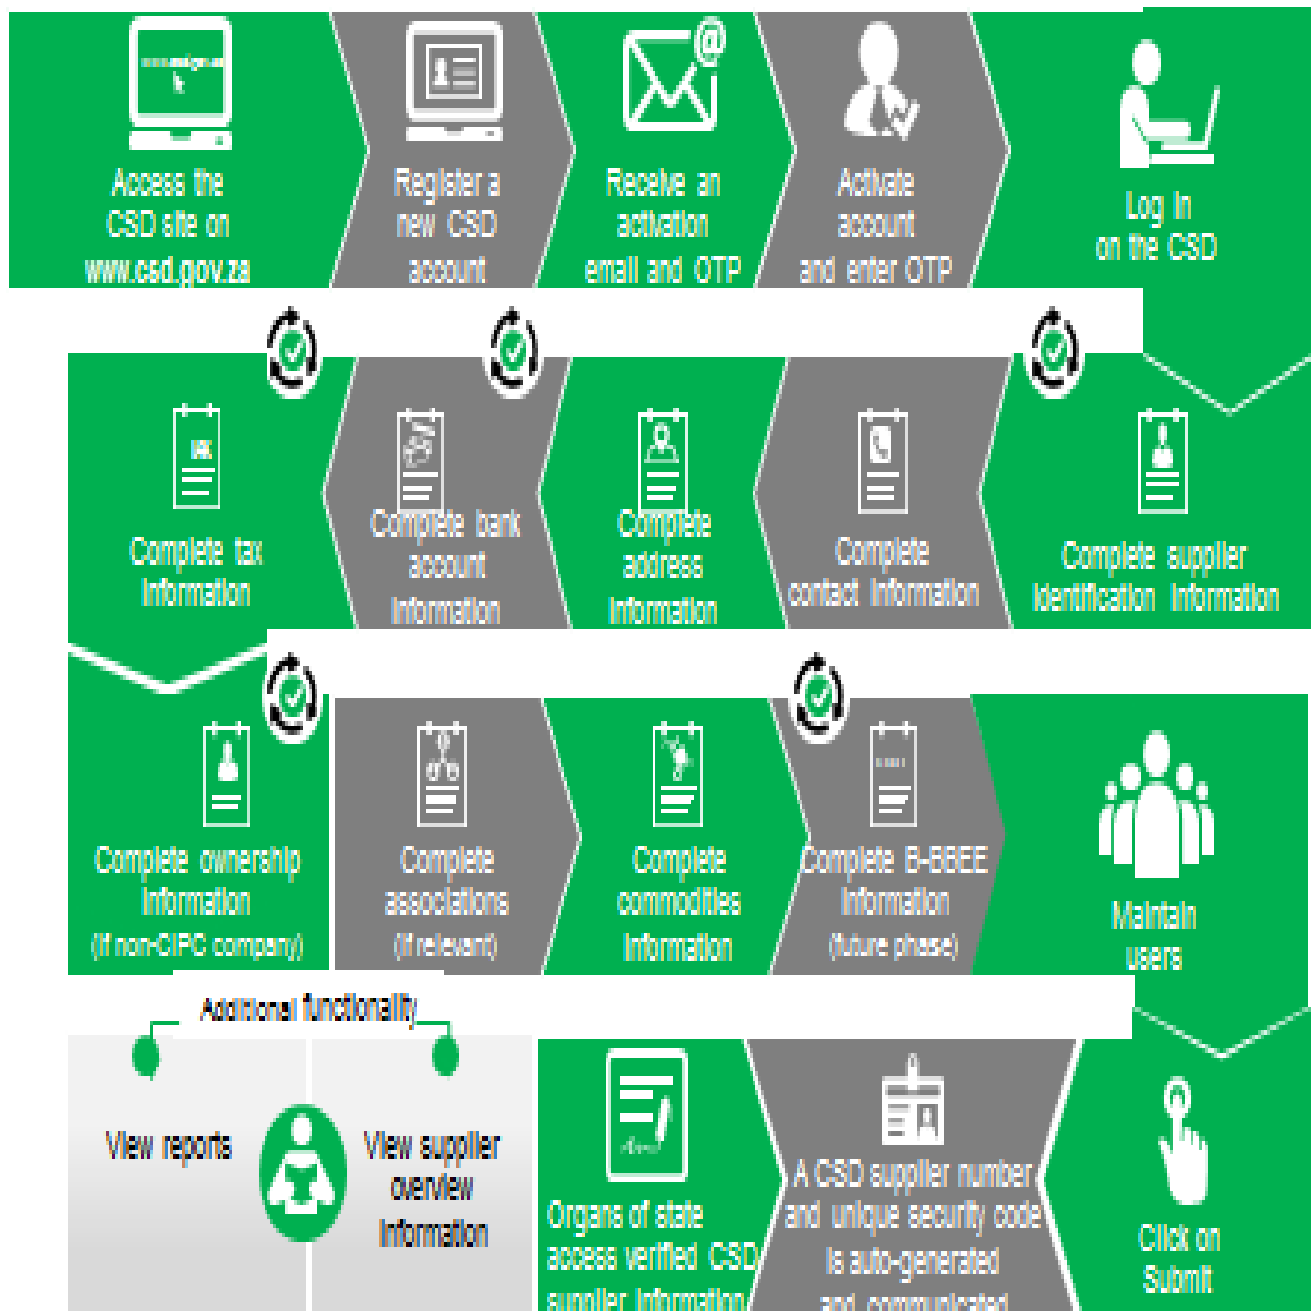 Access the
CSD site on
www.csd.gov.za
Register a
new CSD
account
Receive an
activation
email and OTP
Activate
account
and enter OTP
Log in
on the CSD
Complete supplier
identification information
Complete
contact information
Complete
address
information
Complete bank
account
information
TAX
Complete tax
information
Complete ownership
information
(if non-CIPC company)
Complete
associations
(if relevant)
Complete
commodities
information
Complete B-BBEE
information
(future phase)
Maintain
users
Click on
Submit
A CSD supplier number
and unique security code
is auto-generated
and communicated
Organs of state
access verified CSD
supplier information
Additional functionality
View reports
View supplier
overview
information